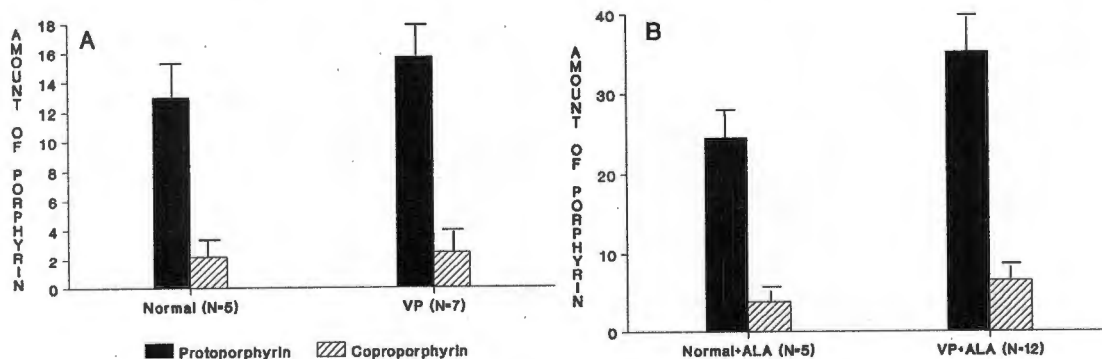 A
AMOUNT OF PORPHYRIN
18
16
14
12
10
8
6
4
2
0
Normal (N=5)
VP (N=7)
B
AMOUNT OF PORPHYRIN
40
30
20
10
0
Normal+ALA (N=5)
VP+ALA (N=12)
Protoporphyrin
Coproporphyrin